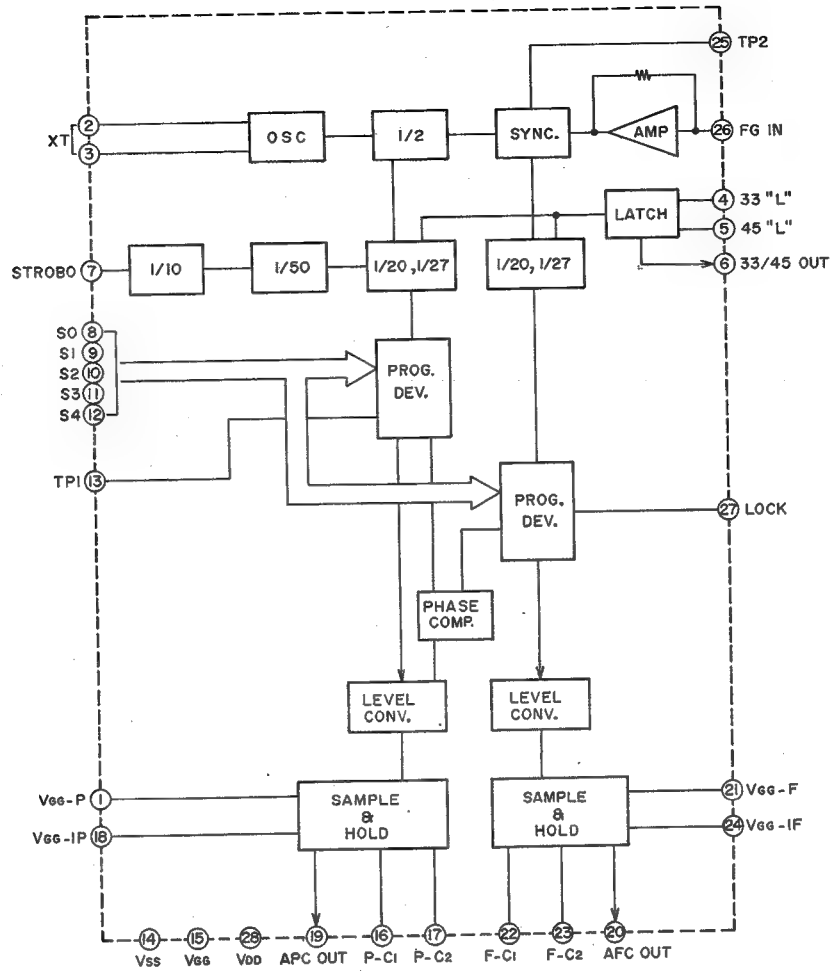 25 TP2
XT
2
3
OSC
1/2
SYNC.
AMP
26 FG IN
LATCH
4 33 "L"
5 45 "L"
6 33/45 OUT
STROBO 7
1/10
1/50
1/20, 1/27
1/20, 1/27
S0 8
S1 9
S2 10
S3 11
S4 12
PROG.
DEV.
TP1 13
PROG.
DEV.
27 LOCK
PHASE
COMP.
LEVEL
CONV.
LEVEL
CONV.
VGG-P 1
VGG-1P 18
SAMPLE
&
HOLD
SAMPLE
&
HOLD
21 VGG-F
24 VGG-1F
14
VSS
15
VGG
28
VDD
19
APC OUT
16
P-C1
17
P-C2
22
F-C1
23
F-C2
20
AFC OUT